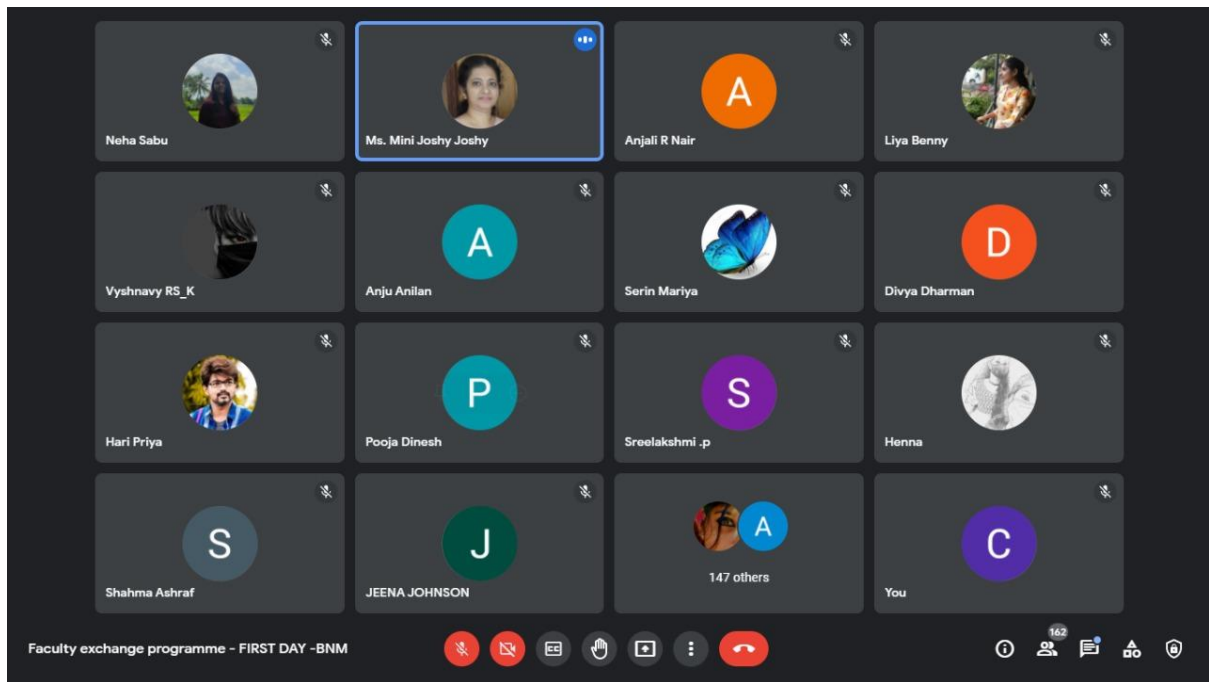 Neha Sabu
Ms. Mini Joshy Joshy
A
Anjali R Nair
Liya Benny
Vyshnavy RS_K
A
Anju Anilan
Serin Mariya
D
Divya Dharman
Hari Priya
P
Pooja Dinesh
S
Sreelakshmi .p
Henna
S
Shahma Ashraf
J
JEENA JOHNSON
A
147 others
C
You
Faculty exchange programme - FIRST DAY -BNM
CC
162